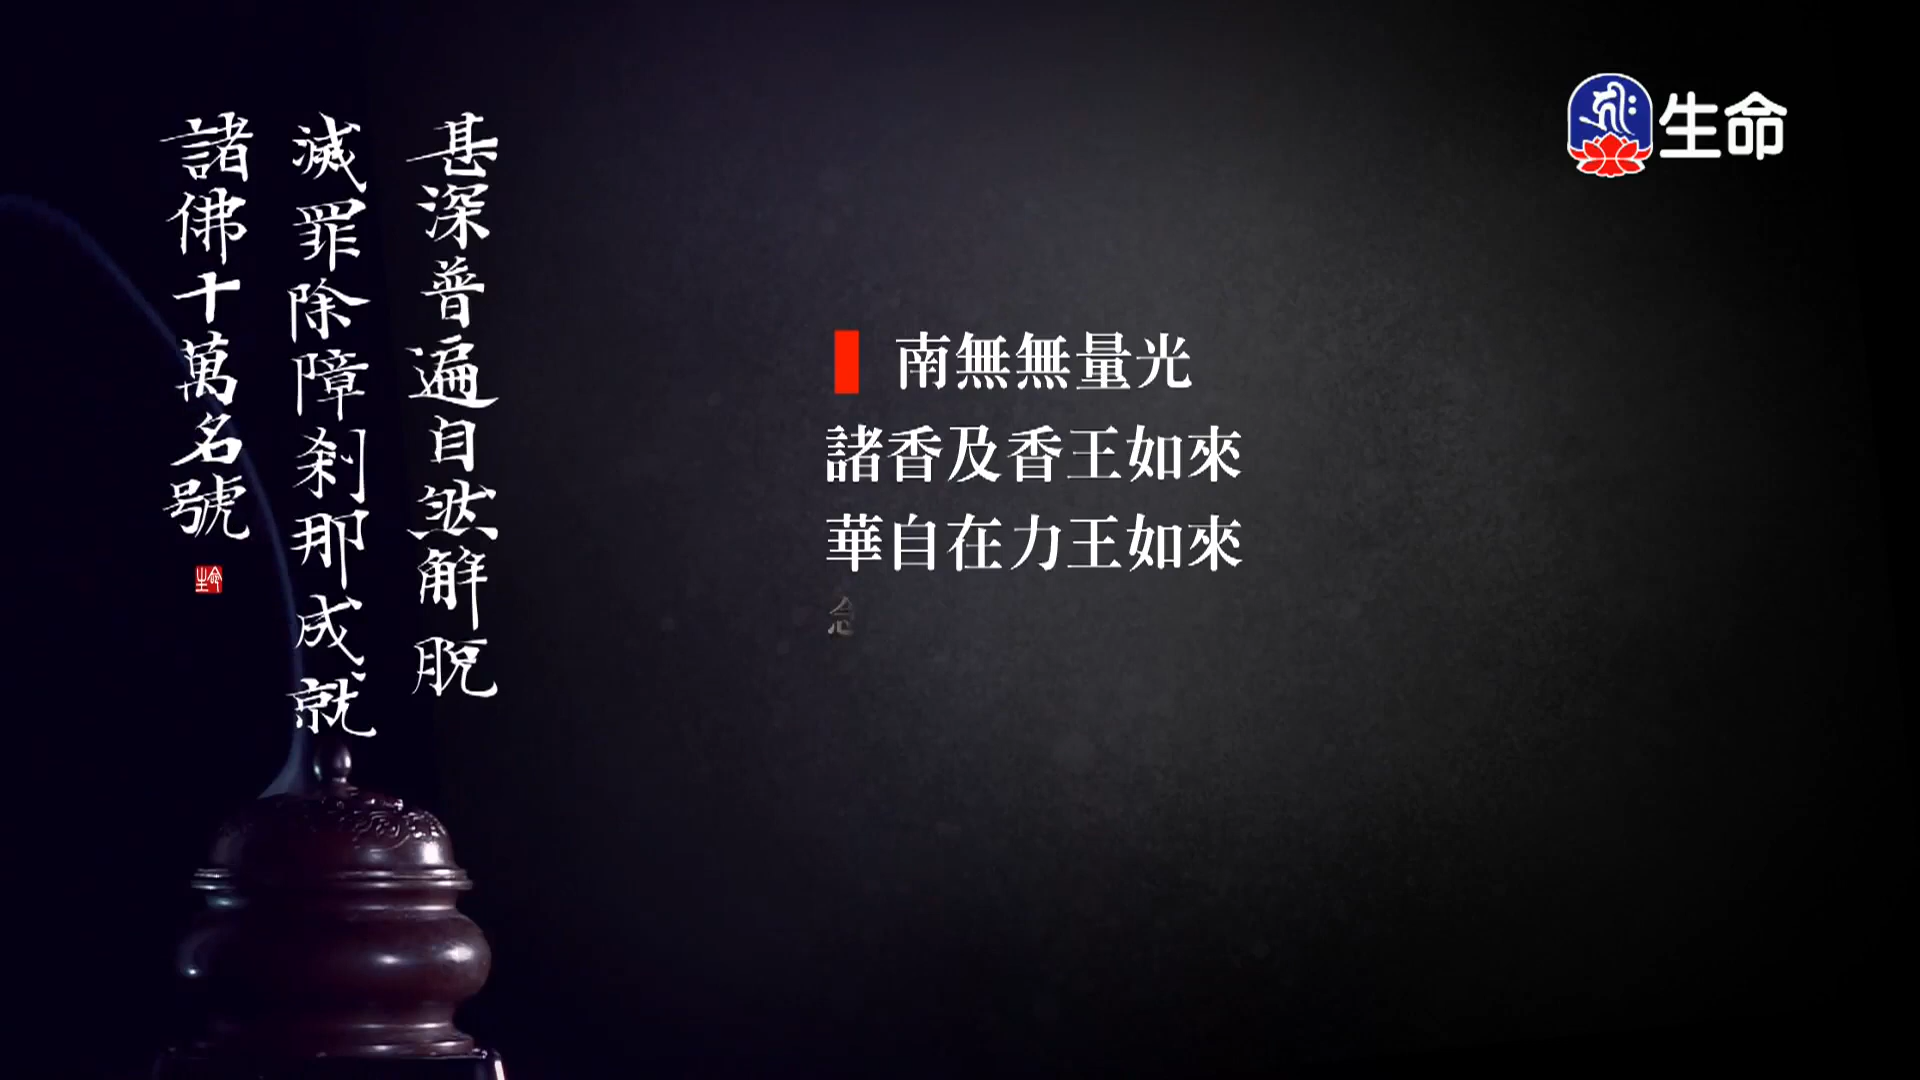 甚深普遍自然解脫
滅罪除障剎那成就
諸佛十萬名號
生命
南無無量光
諸香及香王如來
華自在力王如來
生命